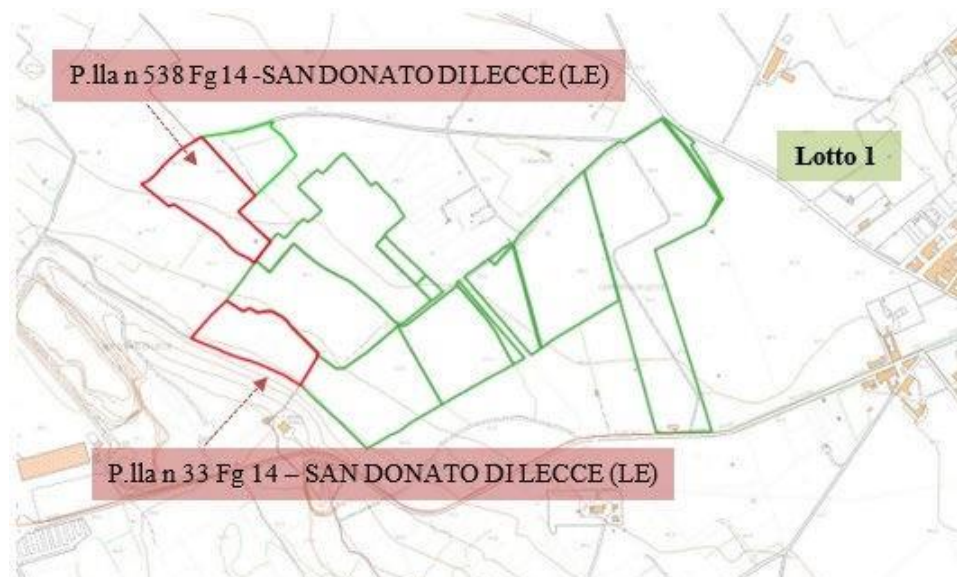 P.lla n 538 Fg 14 -SAN DONATO DI LECCE (LE)
Lotto 1
P.lla n 33 Fg 14 – SAN DONATO DI LECCE (LE)